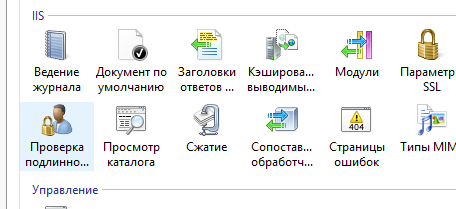 IIS
Ведение Документ по Заголовки Кэширова... Модули Параметр
журнала умолчанию ответов ... выводимы... SSL
404
Проверка Просмотр Сжатие Сопостав... Страницы Типы MIM
подлинно... каталога обработч... ошибок
Управление